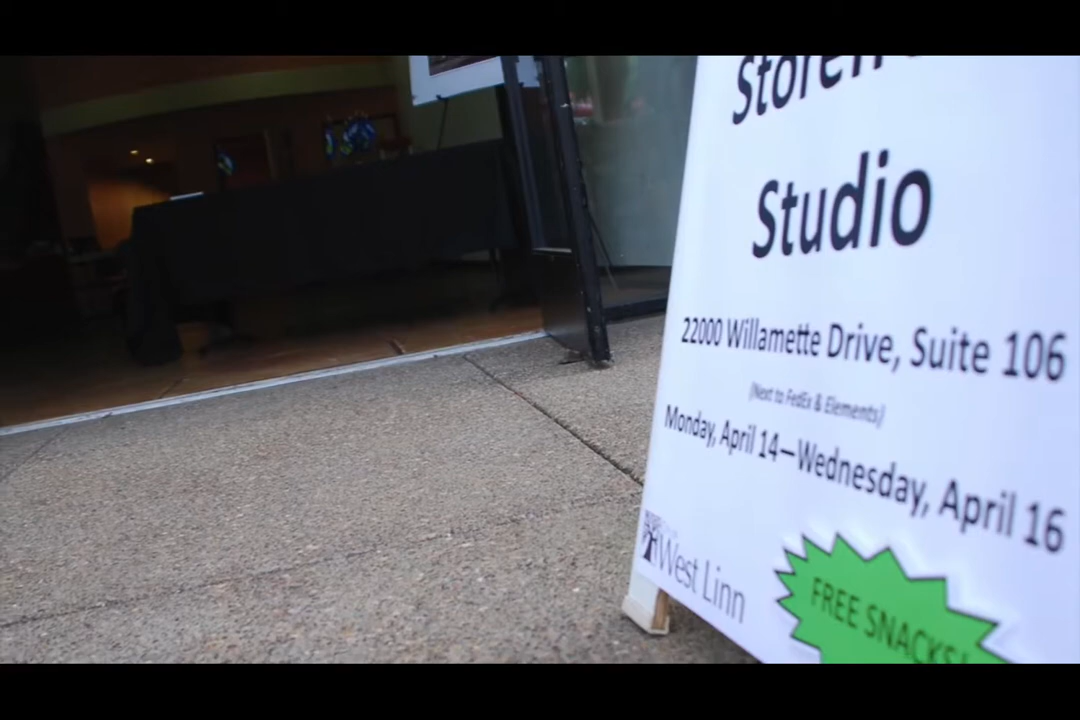 Studio
22000 Willamette Drive, Suite 106
(Next to FedEx & Elements)
Monday, April 14—Wednesday, April 16
West Linn
FREE SNACKS!